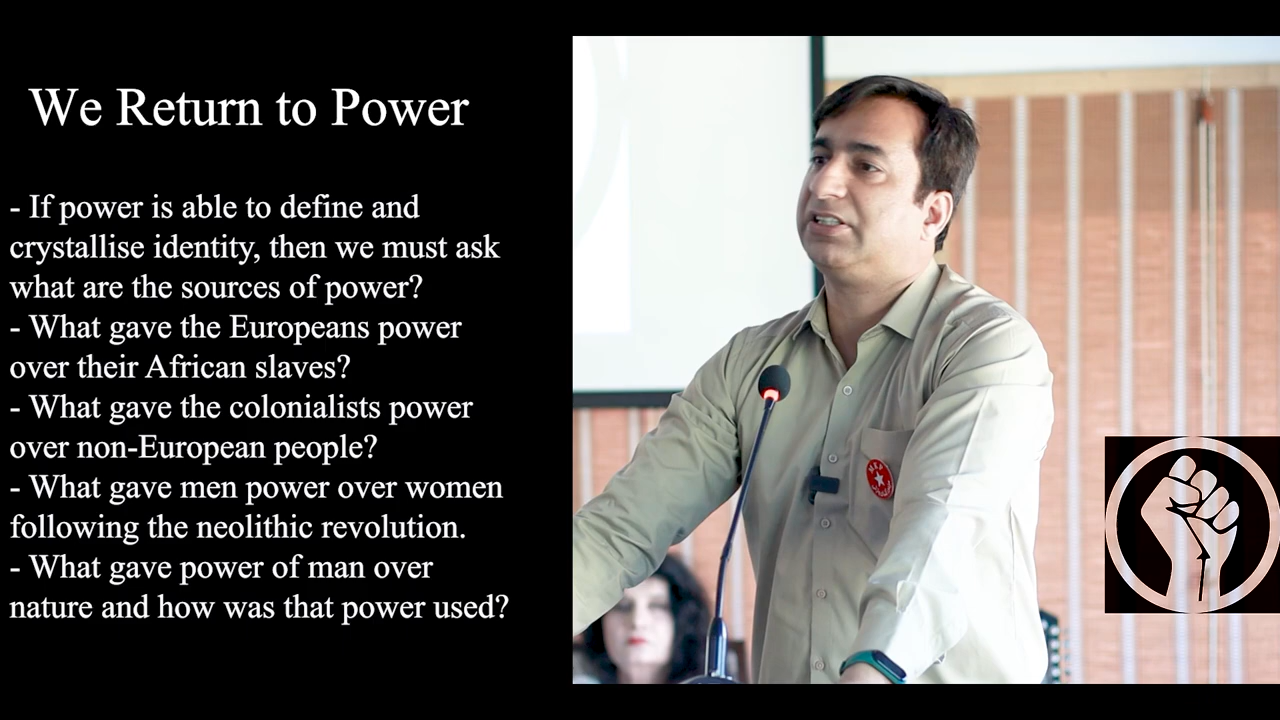 We Return to Power
- If power is able to define and
crystallise identity, then we must ask
what are the sources of power?
- What gave the Europeans power
over their African slaves?
- What gave the colonialists power
over non-European people?
- What gave men power over women
following the neolithic revolution.
- What gave power of man over
nature and how was that power used?